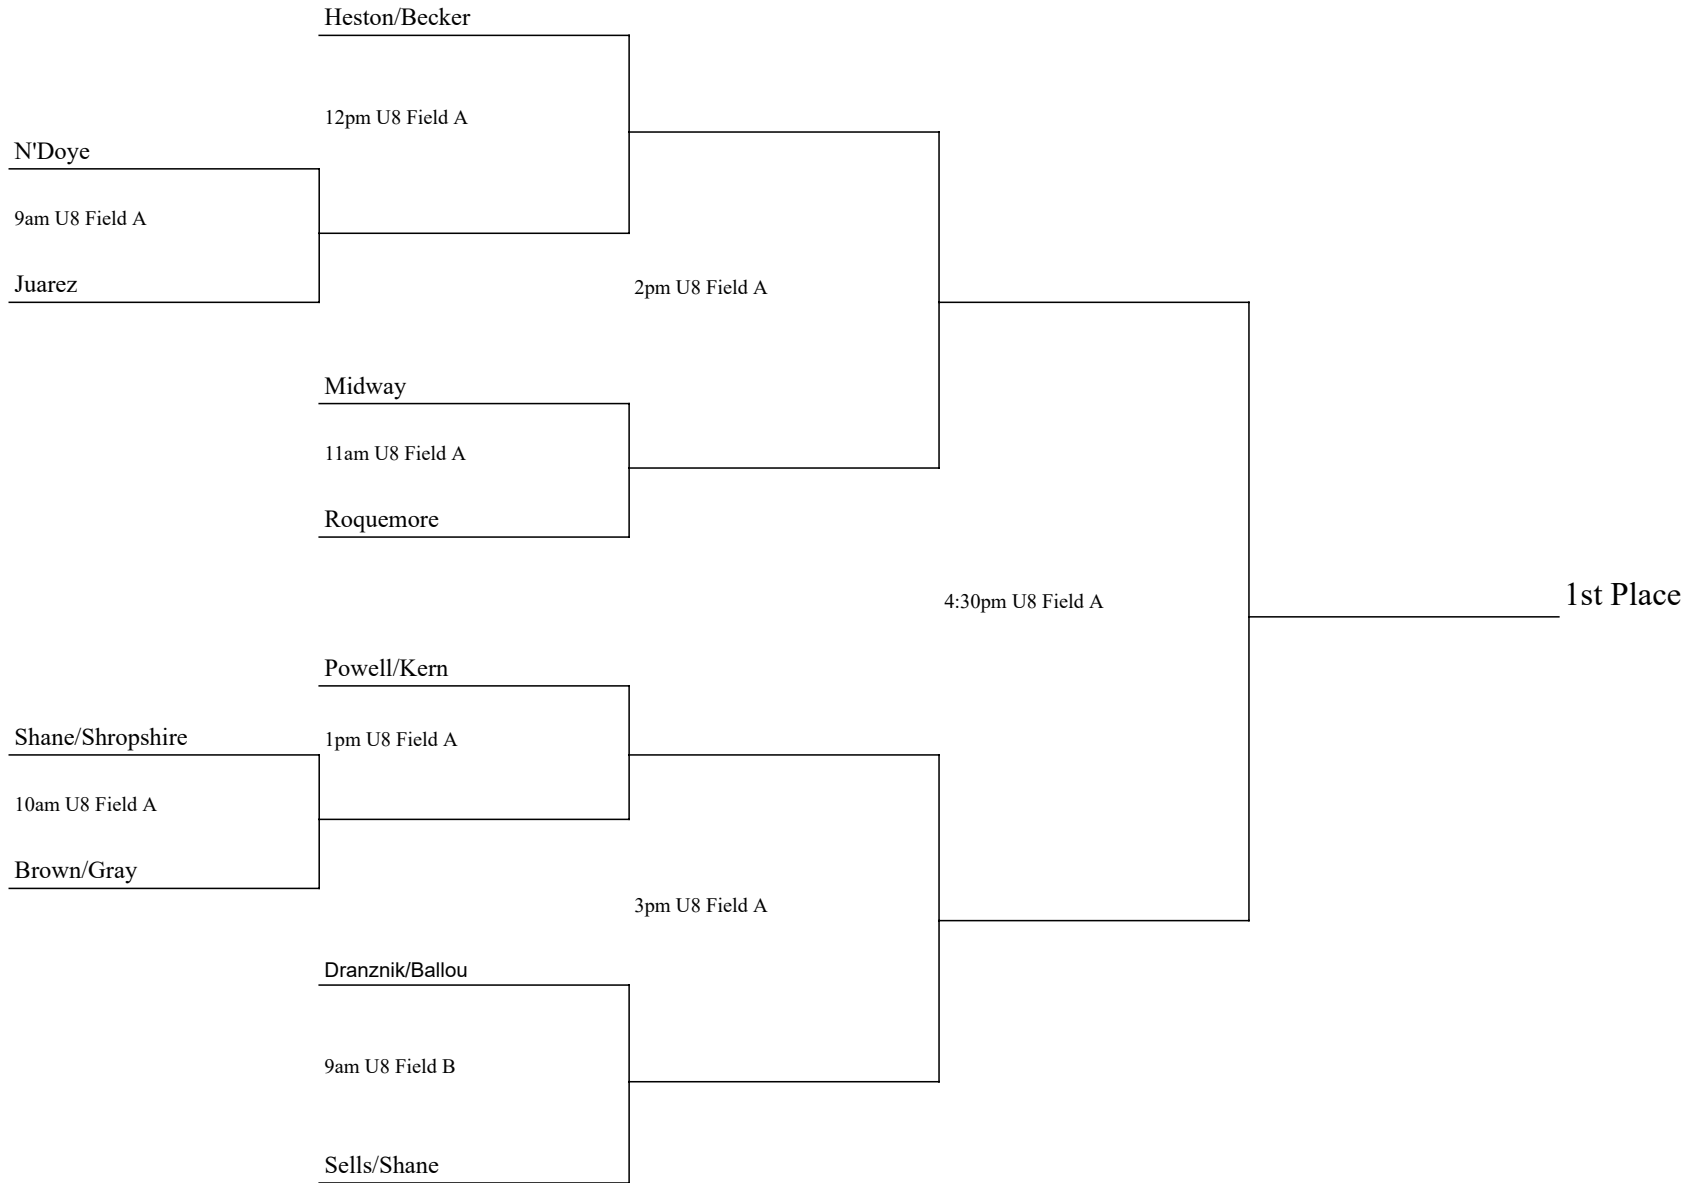 Heston/Becker
12pm U8 Field A
N'Doye
9am U8 Field A
Juarez
2pm U8 Field A
Midway
11am U8 Field A
Roquemore
4:30pm U8 Field A
1st Place
Powell/Kern
Shane/Shropshire
1pm U8 Field A
10am U8 Field A
Brown/Gray
3pm U8 Field A
Dranznik/Ballou
9am U8 Field B
Sells/Shane